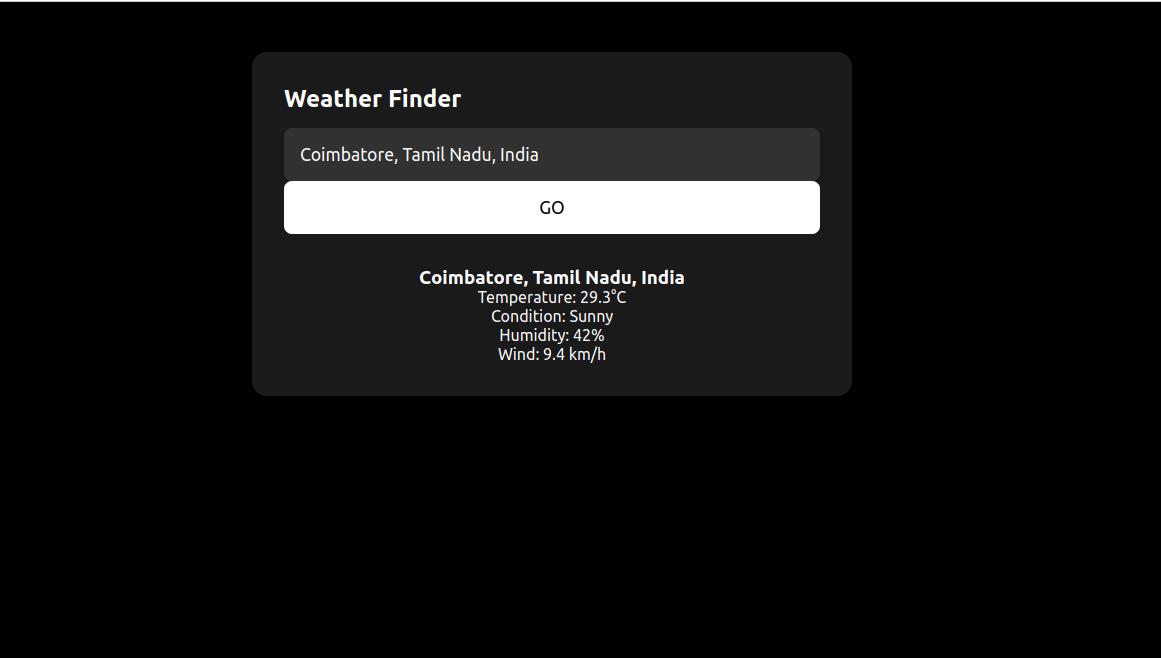 Weather Finder
Coimbatore, Tamil Nadu, India
GO
Coimbatore, Tamil Nadu, India
Temperature: 29.3°C
Condition: Sunny
Humidity: 42%
Wind: 9.4 km/h